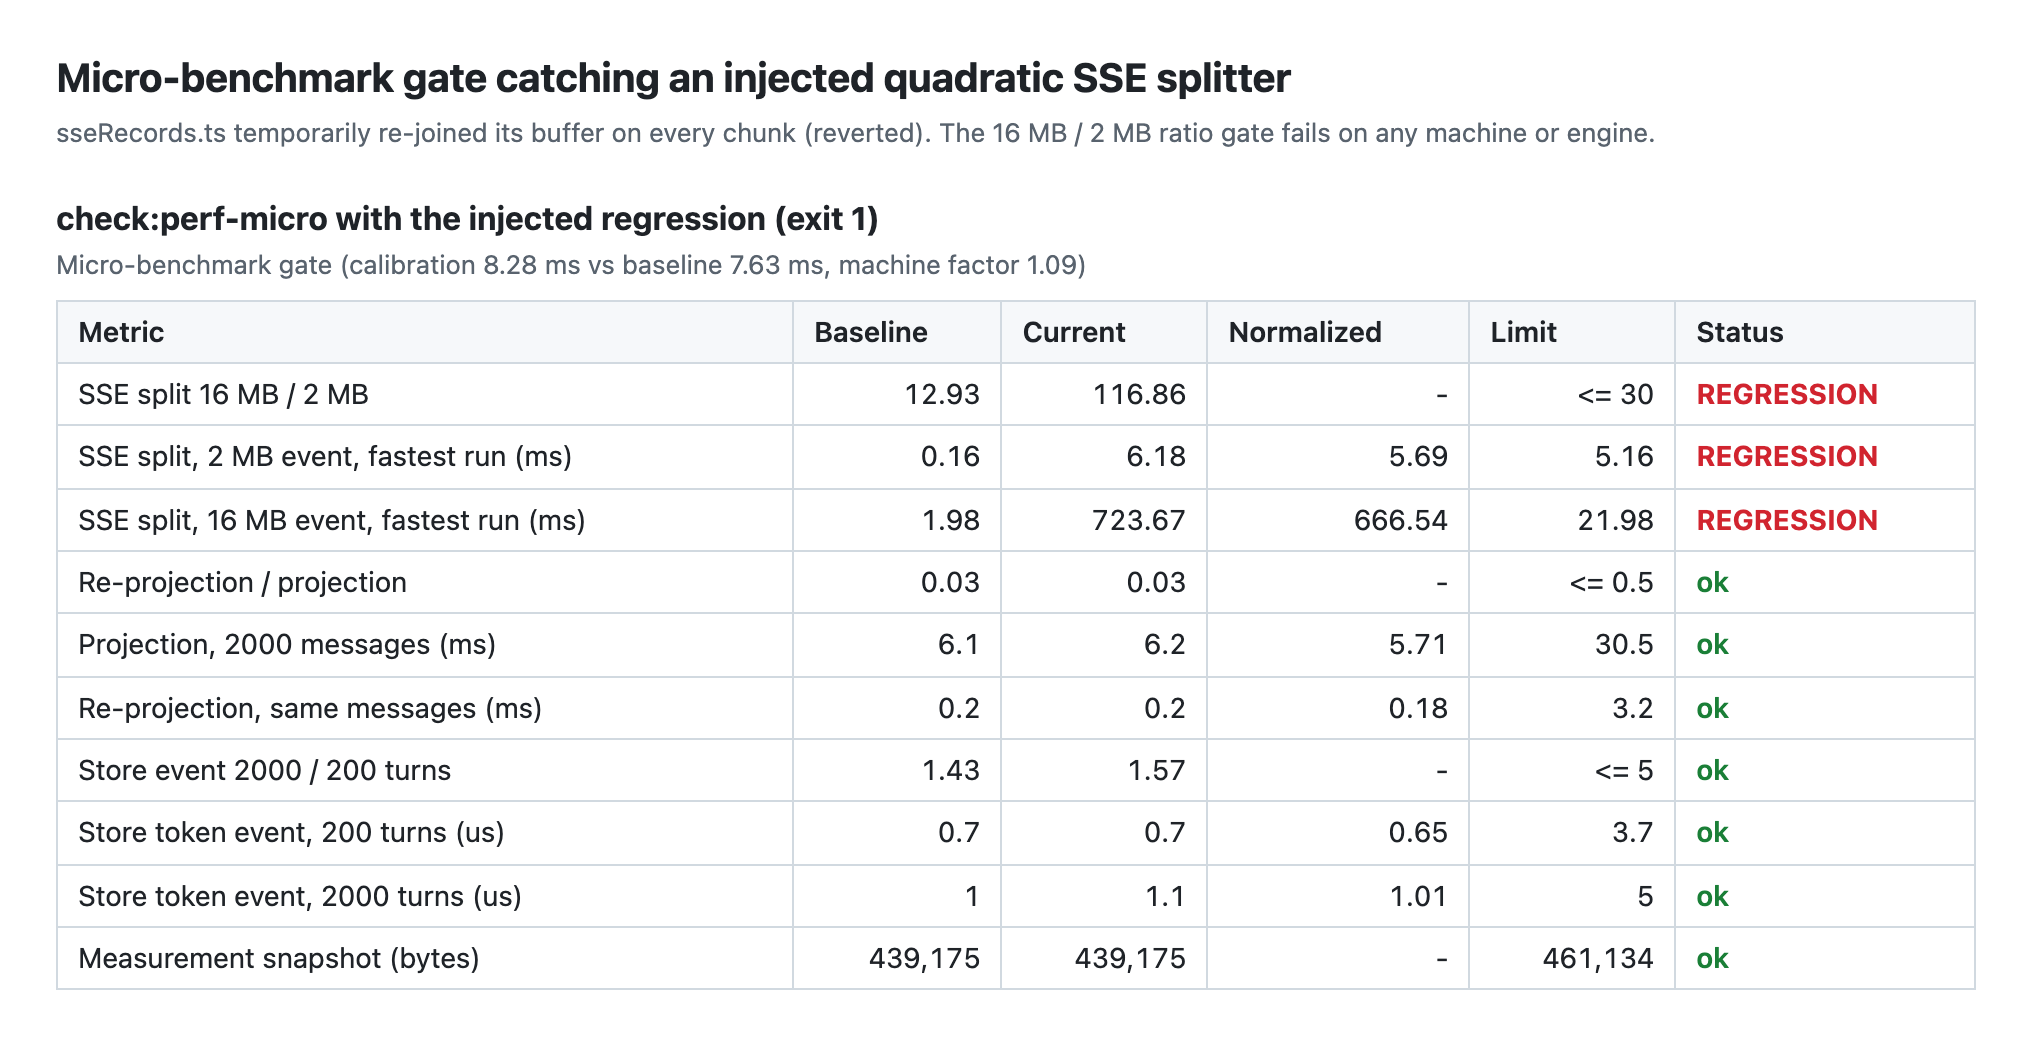 Micro-benchmark gate catching an injected quadratic SSE splitter
sseRecords.ts temporarily re-joined its buffer on every chunk (reverted). The 16 MB / 2 MB ratio gate fails on any machine or engine.
check:perf-micro with the injected regression (exit 1)
Micro-benchmark gate (calibration 8.28 ms vs baseline 7.63 ms, machine factor 1.09)
Metric Baseline Current Normalized Limit Status
SSE split 16 MB / 2 MB 12.93 116.86 - <= 30 REGRESSION
SSE split, 2 MB event, fastest run (ms) 0.16 6.18 5.69 5.16 REGRESSION
SSE split, 16 MB event, fastest run (ms) 1.98 723.67 666.54 21.98 REGRESSION
Re-projection / projection 0.03 0.03 - <= 0.5 ok
Projection, 2000 messages (ms) 6.1 6.2 5.71 30.5 ok
Re-projection, same messages (ms) 0.2 0.2 0.18 3.2 ok
Store event 2000 / 200 turns 1.43 1.57 - <= 5 ok
Store token event, 200 turns (us) 0.7 0.7 0.65 3.7 ok
Store token event, 2000 turns (us) 1 1.1 1.01 5 ok
Measurement snapshot (bytes) 439,175 439,175 - 461,134 ok